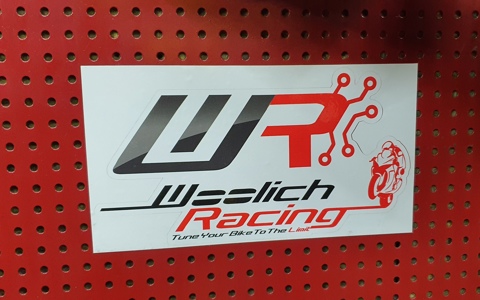 WR
Woolich
Racing
Tune Your Bike To The Limit